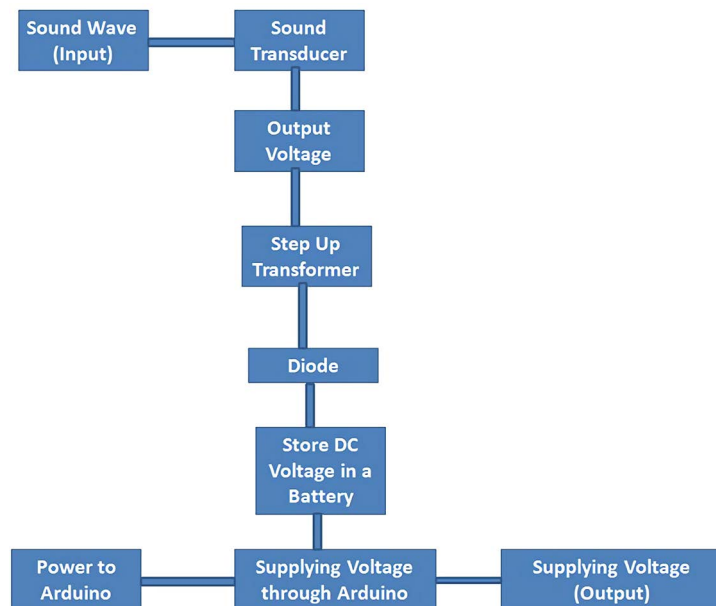 Sound Wave
(Input)
Sound
Transducer
Output
Voltage
Step Up
Transformer
Diode
Store DC
Voltage in a
Battery
Power to
Arduino
Supplying Voltage
through Arduino
Supplying Voltage
(Output)